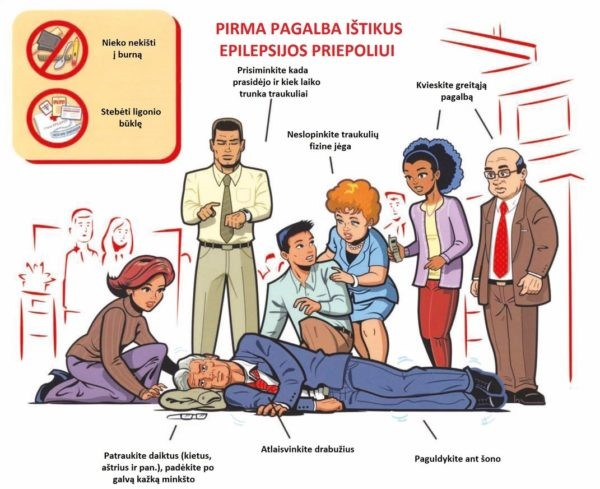 PIRMA PAGALBA IŠTIKUS
EPILEPSIJOS PRIEPOLIUI
Nieko nekišti
į burną
Stebėti ligonio
būklę
Prisiminkite kada
prasidėjo ir kiek laiko
trunka traukuliai
Neslopinkite traukulių
fizine jėga
Kvieskite greitąją
pagalbą
Patraukite daiktus (kietus,
aštrius ir pan.), padėkite po
galvą kažką minkšto
Atlaisvinkite drabužius
Paguldykite ant šono